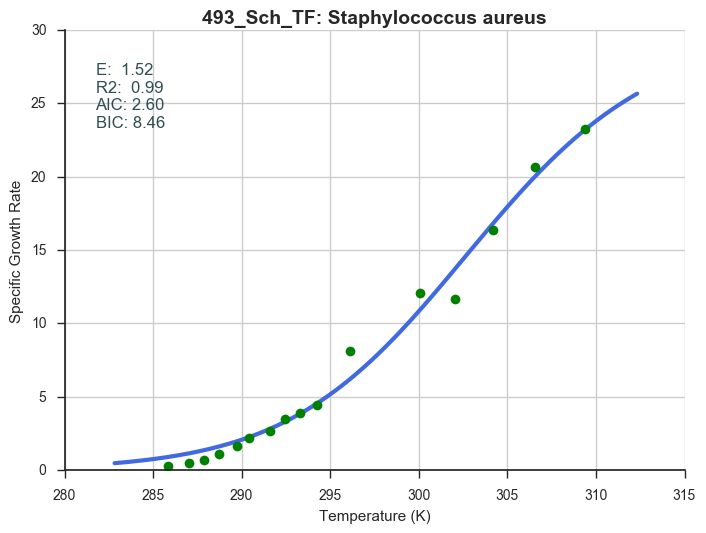 493_Sch_TF: Staphylococcus aureus
30
E:  1.52
R2:  0.99
AIC: 2.60
BIC: 8.46
25
20
15
10
5
0
Specific Growth Rate
280 285 290 295 300 305 310 315
Temperature (K)